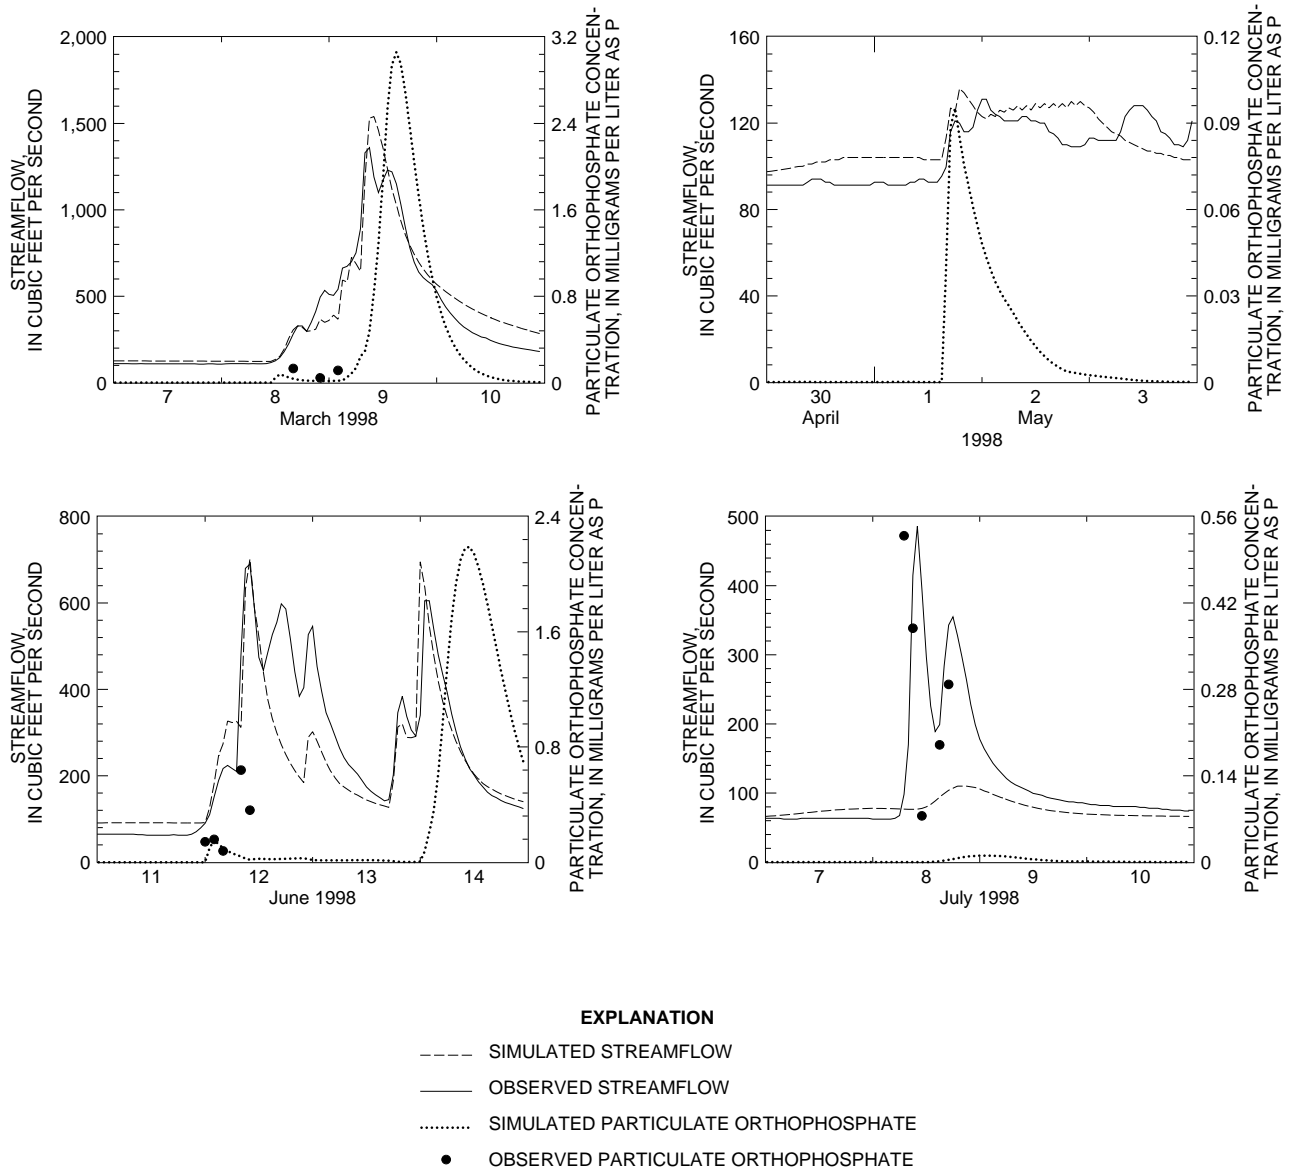 STREAMFLOW,
IN CUBIC FEET PER SECOND
2,000
1,500
1,000
500
0
3.2
2.4
1.6
0.8
0
PARTICULATE ORTHOPHOSPHATE CONCEN-
TRATION, IN MILLIGRAMS PER LITER AS P
7 8 9 10
March 1998
STREAMFLOW,
IN CUBIC FEET PER SECOND
160
120
80
40
0
0.12
0.09
0.06
0.03
0
PARTICULATE ORTHOPHOSPHATE CONCEN-
TRATION, IN MILLIGRAMS PER LITER AS P
30 1 2 3
April May
1998
STREAMFLOW,
IN CUBIC FEET PER SECOND
800
600
400
200
0
2.4
1.6
0.8
0
PARTICULATE ORTHOPHOSPHATE CONCEN-
TRATION, IN MILLIGRAMS PER LITER AS P
11 12 13 14
June 1998
STREAMFLOW,
IN CUBIC FEET PER SECOND
500
400
300
200
100
0
0.56
0.42
0.28
0.14
0
PARTICULATE ORTHOPHOSPHATE CONCEN-
TRATION, IN MILLIGRAMS PER LITER AS P
7 8 9 10
July 1998
EXPLANATION
SIMULATED STREAMFLOW
OBSERVED STREAMFLOW
SIMULATED PARTICULATE ORTHOPHOSPHATE
OBSERVED PARTICULATE ORTHOPHOSPHATE